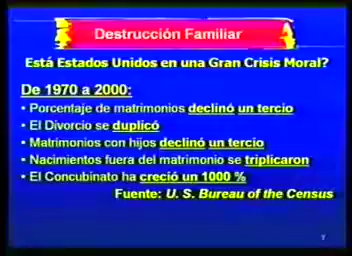 Destrucción Familiar
Está Estados Unidos en una Gran Crisis Moral?
De 1970 a 2000:
• Porcentaje de matrimonios declinó un tercio
• El Divorcio se duplicó
• Matrimonios con hijos declinó un tercio
• Nacimientos fuera del matrimonio se triplicaron
• El Concubinato ha creció un 1000 %
Fuente: U. S. Bureau of the Census
7